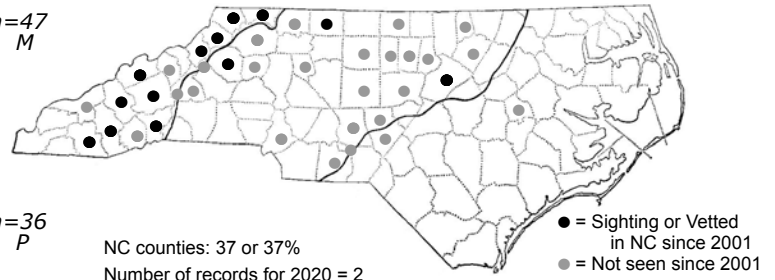 n=47
M
n=36
P
NC counties: 37 or 37%
Number of records for 2020 = 2
= Sighting or Vetted
in NC since 2001
= Not seen since 2001